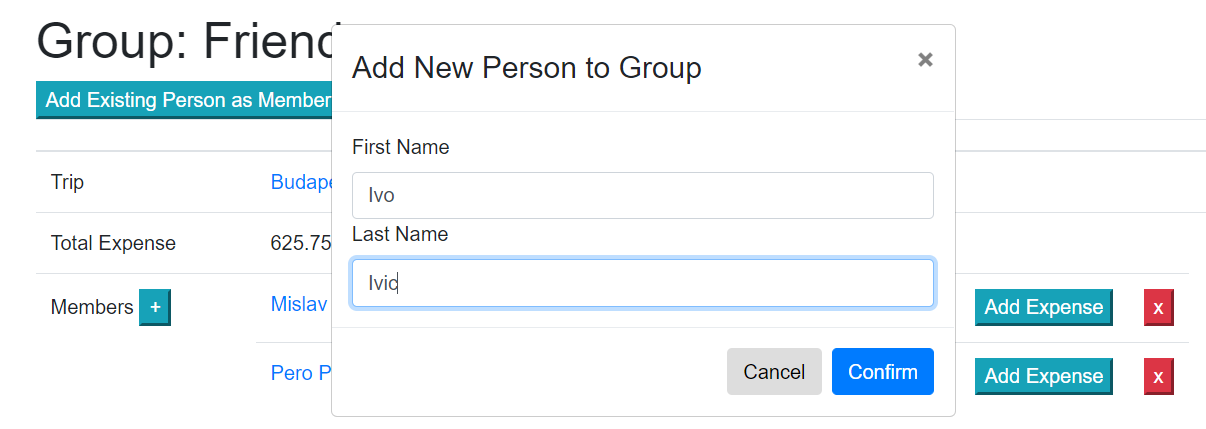 Group: Friend
Add New Person to Group ×
Add Existing Person as Member
First Name
Trip
Ivo
Last Name
Total Expense 625.75
Ivic
Members + Mislav Add Expense x
Cancel Confirm
Pero P Add Expense x